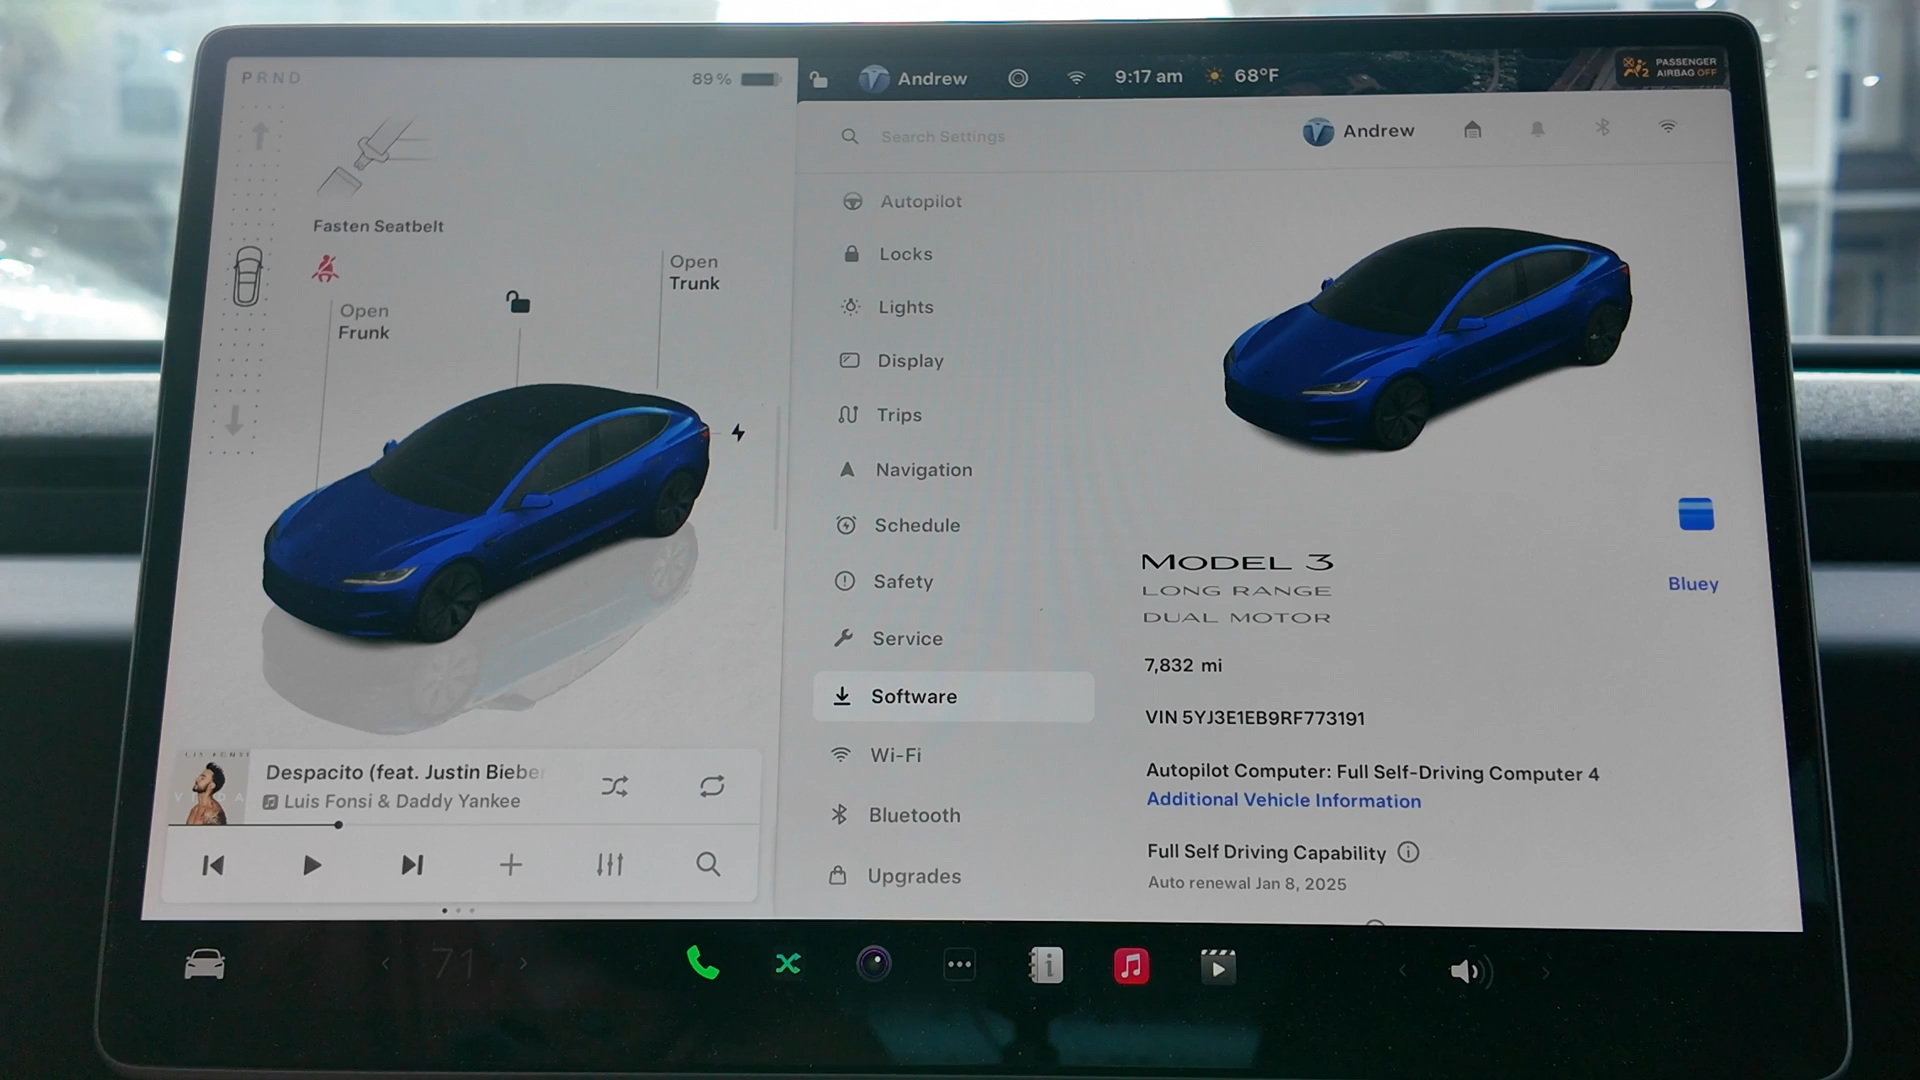 PRND
89%
Fasten Seatbelt
Open
Trunk
Open
Frunk
Despacito (feat. Justin Bieber
Luis Fonsi & Daddy Yankee
Andrew
9:17 am
68°F
PASSENGER
AIRBAG OFF
2
Search Settings
Andrew
Autopilot
Locks
Lights
Display
Trips
Navigation
Schedule
Safety
Service
Software
Wi-Fi
Bluetooth
Upgrades
Bluey
MODEL 3
LONG RANGE
DUAL MOTOR
7,832 mi
VIN 5YJ3E1EB9RF773191
Autopilot Computer: Full Self-Driving Computer 4
Additional Vehicle Information
Full Self Driving Capability
Auto renewal Jan 8, 2025
71